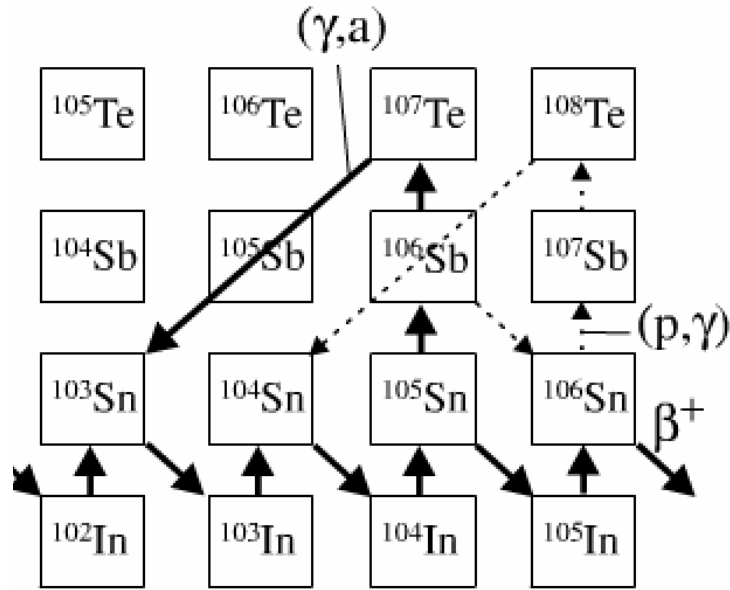 (γ,a)
¹⁰⁵Te ¹⁰⁶Te ¹⁰⁷Te ¹⁰⁸Te
¹⁰⁴Sb ¹⁰⁵Sb ¹⁰⁶Sb ¹⁰⁷Sb
(p,γ)
¹⁰³Sn ¹⁰⁴Sn ¹⁰⁵Sn ¹⁰⁶Sn
β⁺
¹⁰²In ¹⁰³In ¹⁰⁴In ¹⁰⁵In